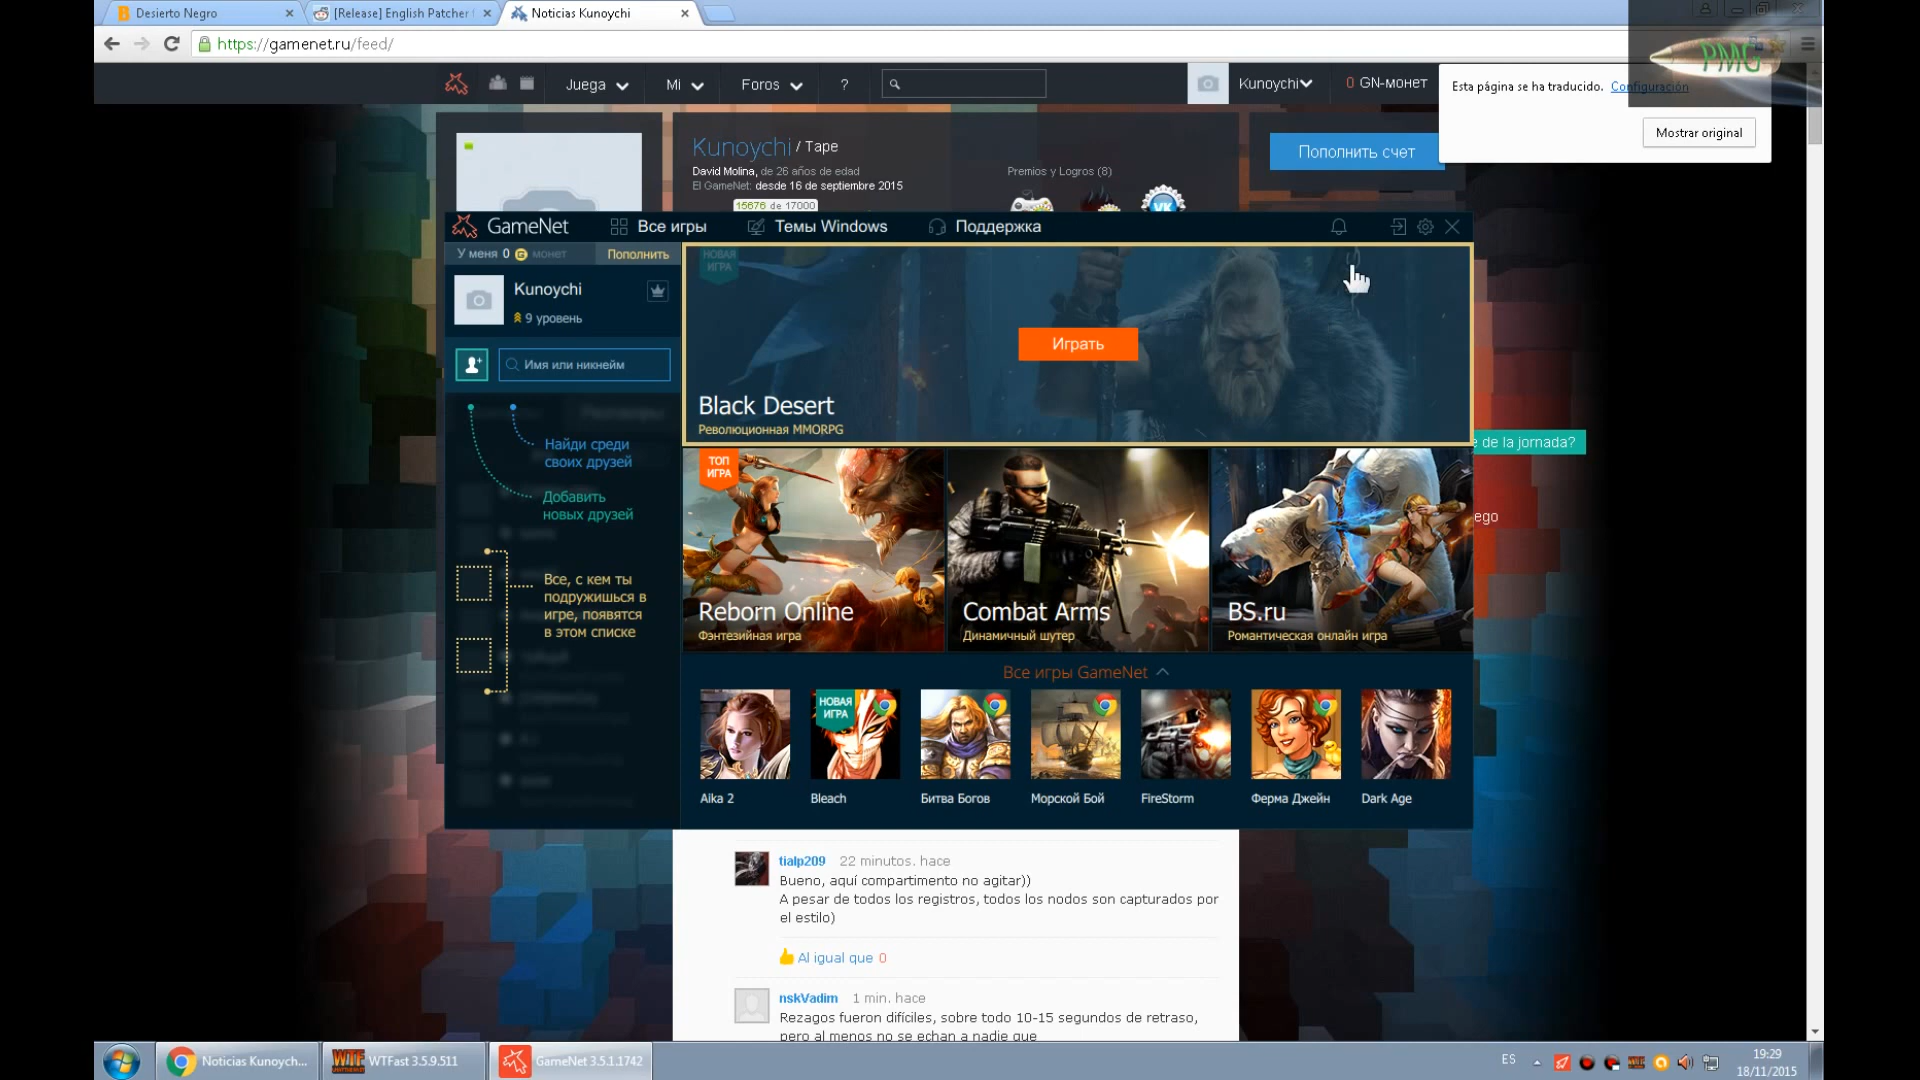 Desierto Negro
[Release] English Patcher
Noticias Kunoychi
https://gamenet.ru/feed/
PMG
Juega
Mi
Foros
?
Kunoychi
0 GN-монет
Esta página se ha traducido. Configuración
Mostrar original
Kunoychi / Tape
David Molina, de 26 años de edad
El GameNet: desde 16 de septiembre 2015
15676 de 17000
Premios y Logros (8)
VK
Пополнить счет
GameNet
Все игры
Темы Windows
Поддержка
У меня 0 G монет
Пополнить
Kunoychi
9 уровень
Имя или никнейм
Найди среди
своих друзей
Добавить
новых друзей
Все, с кем ты
подружишься в
игре, появятся
в этом списке
НОВАЯ
ИГРА
Играть
Black Desert
Революционная MMORPG
e de la jornada?
ego
ТОП
ИГРА
Reborn Online
Фэнтезийная игра
Combat Arms
Динамичный шутер
BS.ru
Романтическая онлайн игра
Все игры GameNet
НОВАЯ
ИГРА
Aika 2
Bleach
Битва Богов
Морской Бой
FireStorm
Ферма Джейн
Dark Age
tialp209 22 minutos. hace
Bueno, aquí compartimento no agitar))
A pesar de todos los registros, todos los nodos son capturados por
el estilo)
Al igual que 0
nskVadim 1 min. hace
Rezagos fueron difíciles, sobre todo 10-15 segundos de retraso,
pero al menos no se echan a nadie que
Noticias Kunoych...
WTF
WTFast 3.5.9.511
GameNet 3.5.1.1742
ES
19:29
18/11/2015